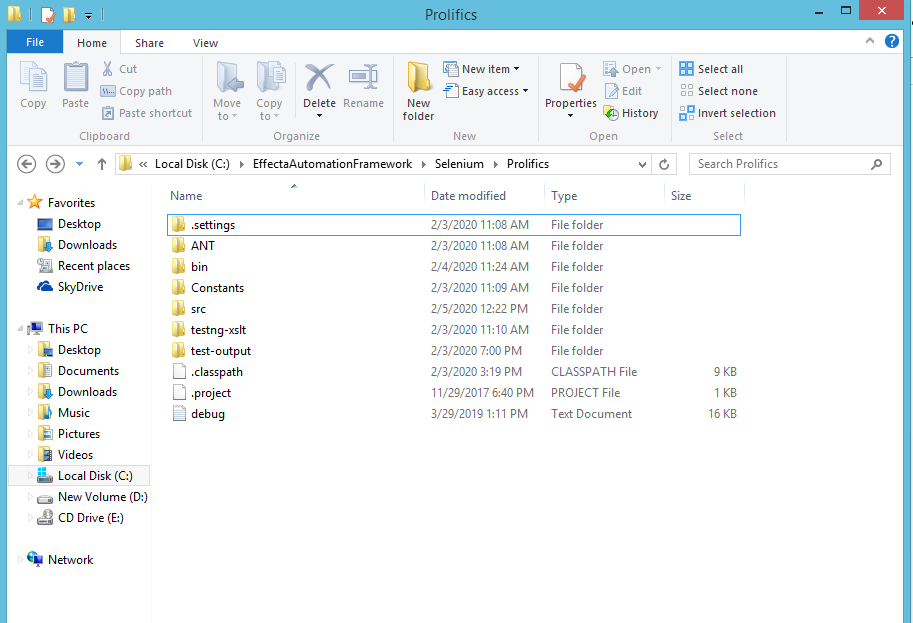 Prolifics
File Home Share View
Copy
Paste
Cut
Copy path
Paste shortcut
Clipboard
Move to
Copy to
Delete
Rename
Organize
New folder
New item
Easy access
New
Properties
Open
Edit
History
Open
Select all
Select none
Invert selection
Select
« Local Disk (C:) EffectaAutomationFramework Selenium Prolifics
Search Prolifics
Favorites
Desktop
Downloads
Recent places
SkyDrive
This PC
Desktop
Documents
Downloads
Music
Pictures
Videos
Local Disk (C:)
New Volume (D:)
CD Drive (E:)
Network
Name Date modified Type Size
.settings 2/3/2020 11:08 AM File folder
ANT 2/3/2020 11:08 AM File folder
bin 2/4/2020 11:24 AM File folder
Constants 2/3/2020 11:09 AM File folder
src 2/5/2020 12:22 PM File folder
testng-xslt 2/3/2020 11:10 AM File folder
test-output 2/3/2020 7:00 PM File folder
.classpath 2/3/2020 3:19 PM CLASSPATH File 9 KB
.project 11/29/2017 6:40 PM PROJECT File 1 KB
debug 3/29/2019 1:11 PM Text Document 16 KB